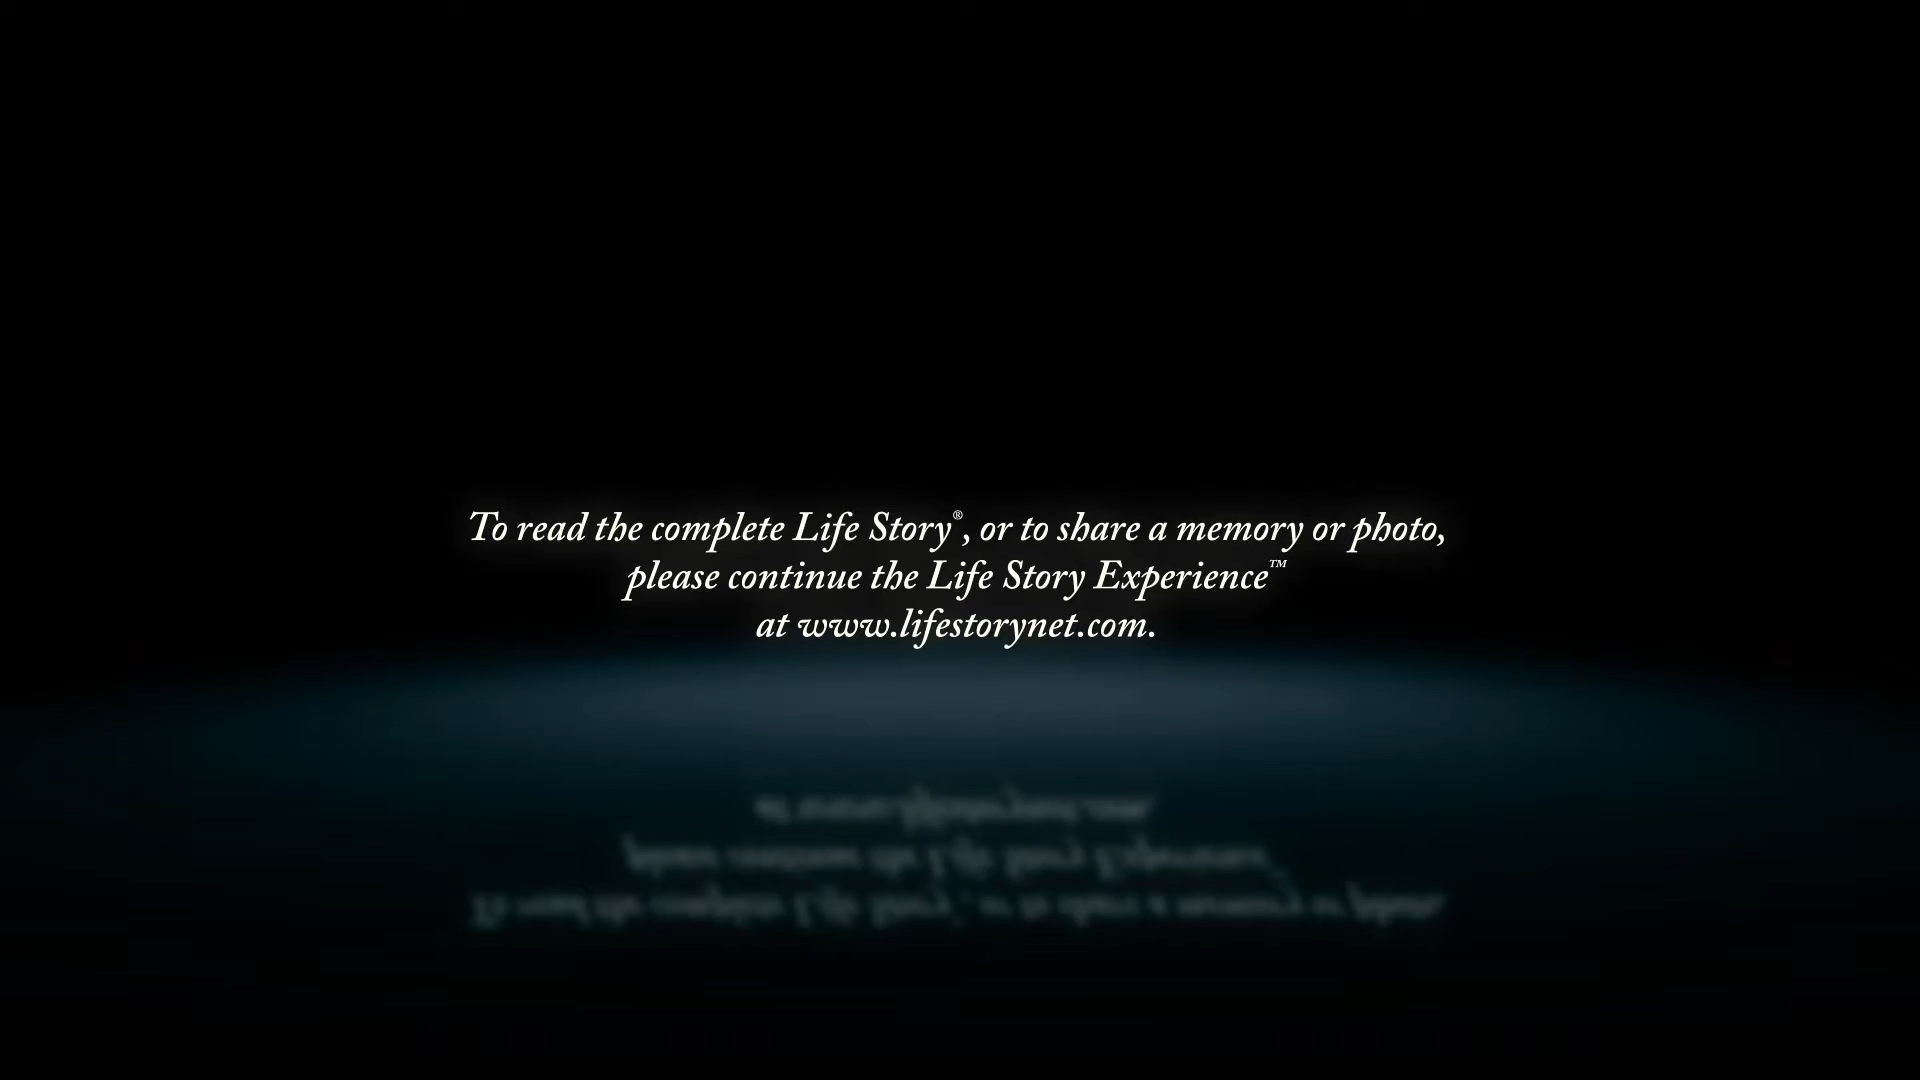 To read the complete Life Story®, or to share a memory or photo,
please continue the Life Story Experience™
at www.lifestorynet.com.